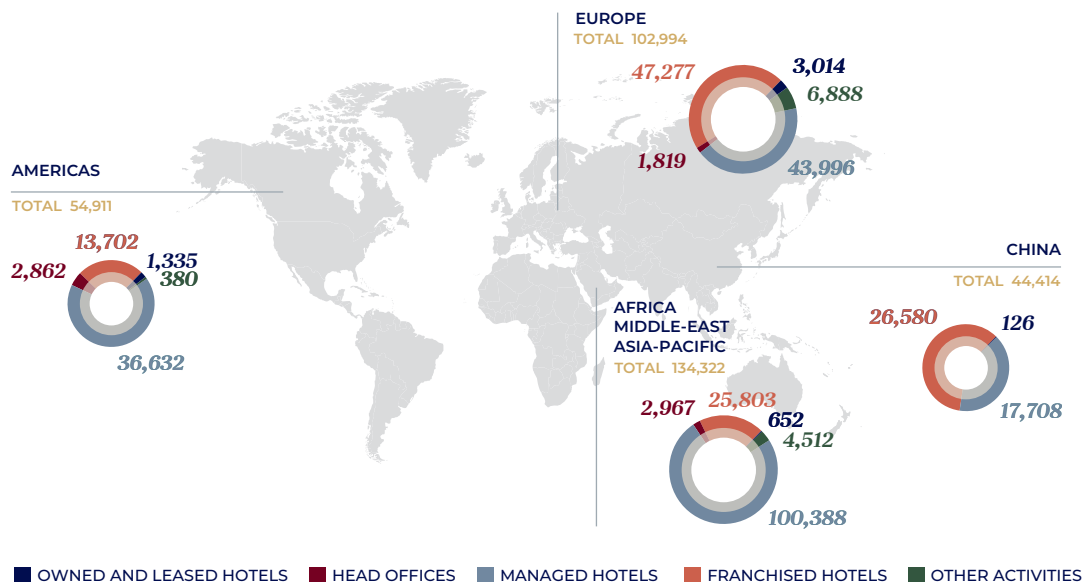 EUROPE
TOTAL 102,994
47,277
3,014
6,888
1,819
43,996
AMERICAS
TOTAL 54,911
13,702
1,335
2,862
380
36,632
CHINA
TOTAL 44,414
26,580
126
17,708
AFRICA
MIDDLE-EAST
ASIA-PACIFIC
TOTAL 134,322
25,803
2,967
652
4,512
100,388
OWNED AND LEASED HOTELS HEAD OFFICES MANAGED HOTELS FRANCHISED HOTELS OTHER ACTIVITIES